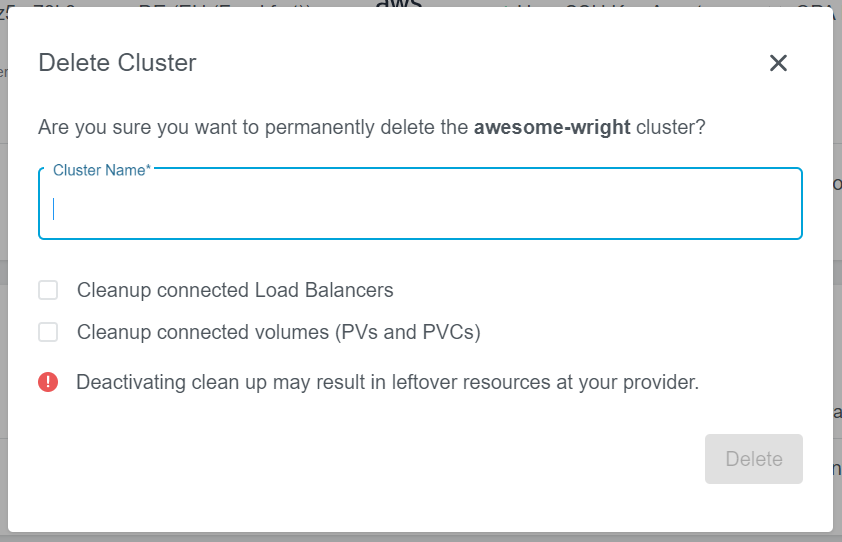 Delete Cluster
Are you sure you want to permanently delete the awesome-wright cluster?
Cluster Name*
Cleanup connected Load Balancers
Cleanup connected volumes (PVs and PVCs)
Deactivating clean up may result in leftover resources at your provider.
Delete